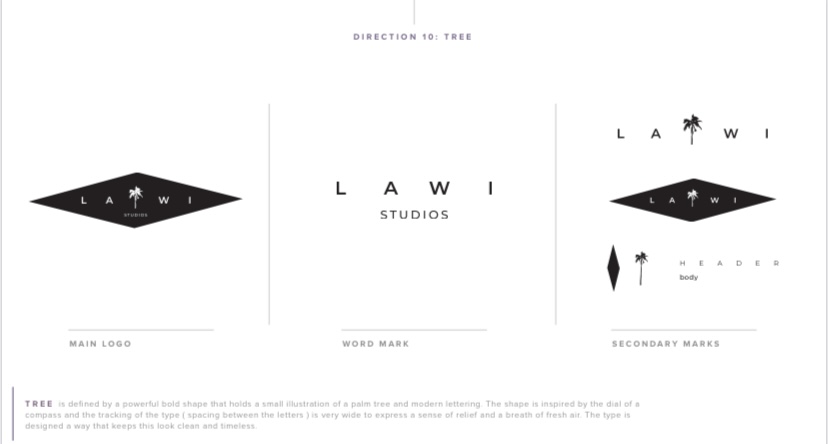 DIRECTION 10: TREE
L A W I
STUDIOS
MAIN LOGO
L A W I
STUDIOS
WORD MARK
L A W I
L A W I
H E A D E R
body
SECONDARY MARKS
TREE is defined by a powerful bold shape that holds a small illustration of a palm tree and modern lettering. The shape is inspired by the dial of a
compass and the tracking of the type ( spacing between the letters ) is very wide to express a sense of relief and a breath of fresh air. The type is
designed a way that keeps this look clean and timeless.